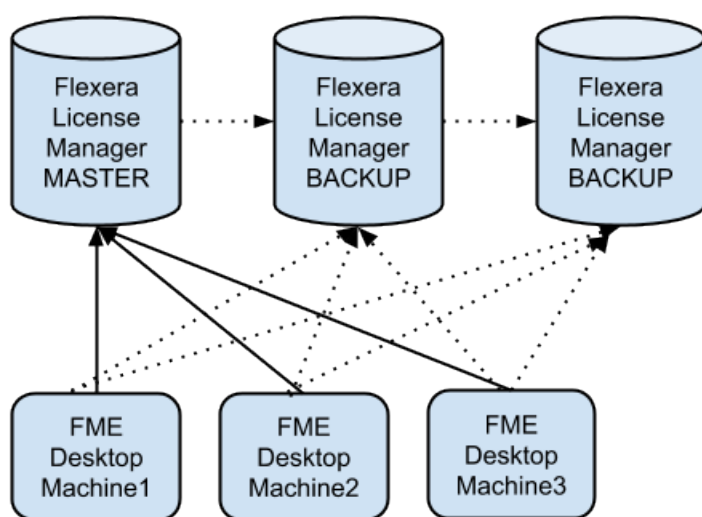 Flexera
License
Manager
MASTER
Flexera
License
Manager
BACKUP
Flexera
License
Manager
BACKUP
FME
Desktop
Machine1
FME
Desktop
Machine2
FME
Desktop
Machine3